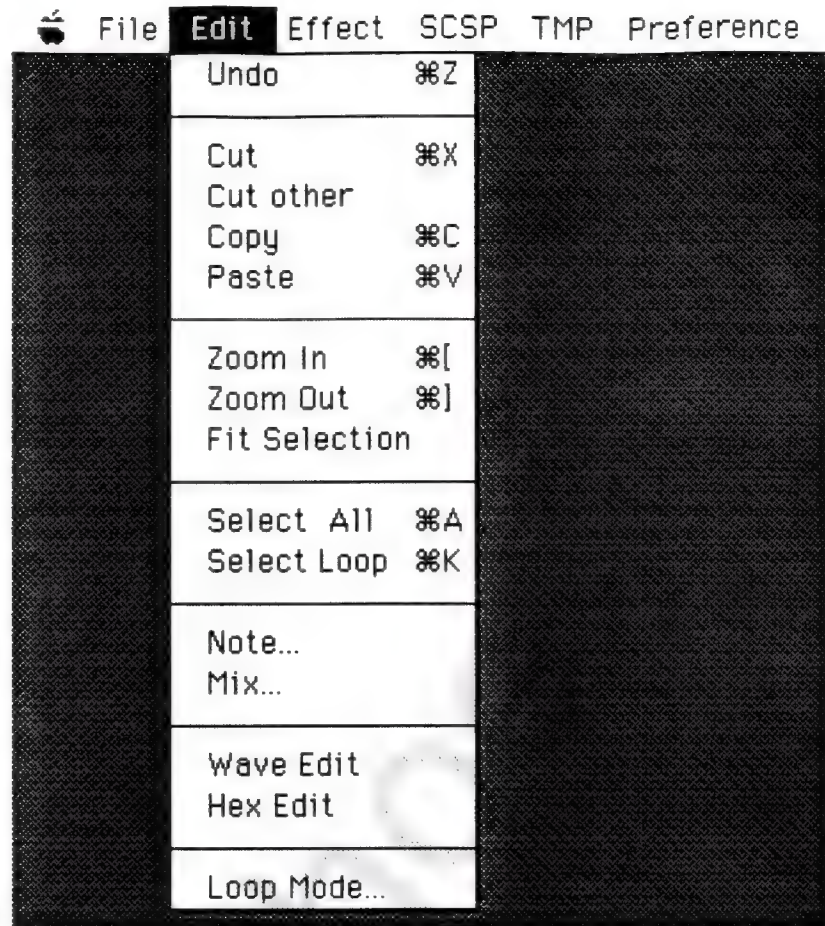 File Edit Effect SCSP TMP Preference
Undo ⌘Z
Cut ⌘X
Cut other
Copy ⌘C
Paste ⌘V
Zoom In ⌘[
Zoom Out ⌘]
Fit Selection
Select All ⌘A
Select Loop ⌘K
Note...
Mix...
Wave Edit
Hex Edit
Loop Mode...